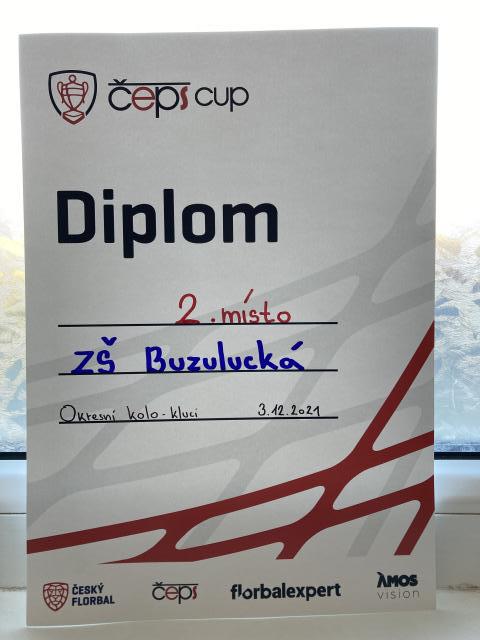 čeps cup
Diplom
2. místo
ZŠ Buzulucká
Okresní kolo - kluci 3.12.2021
ČESKÝ FLORBAL
čeps
florbalexpert
AMOS vision